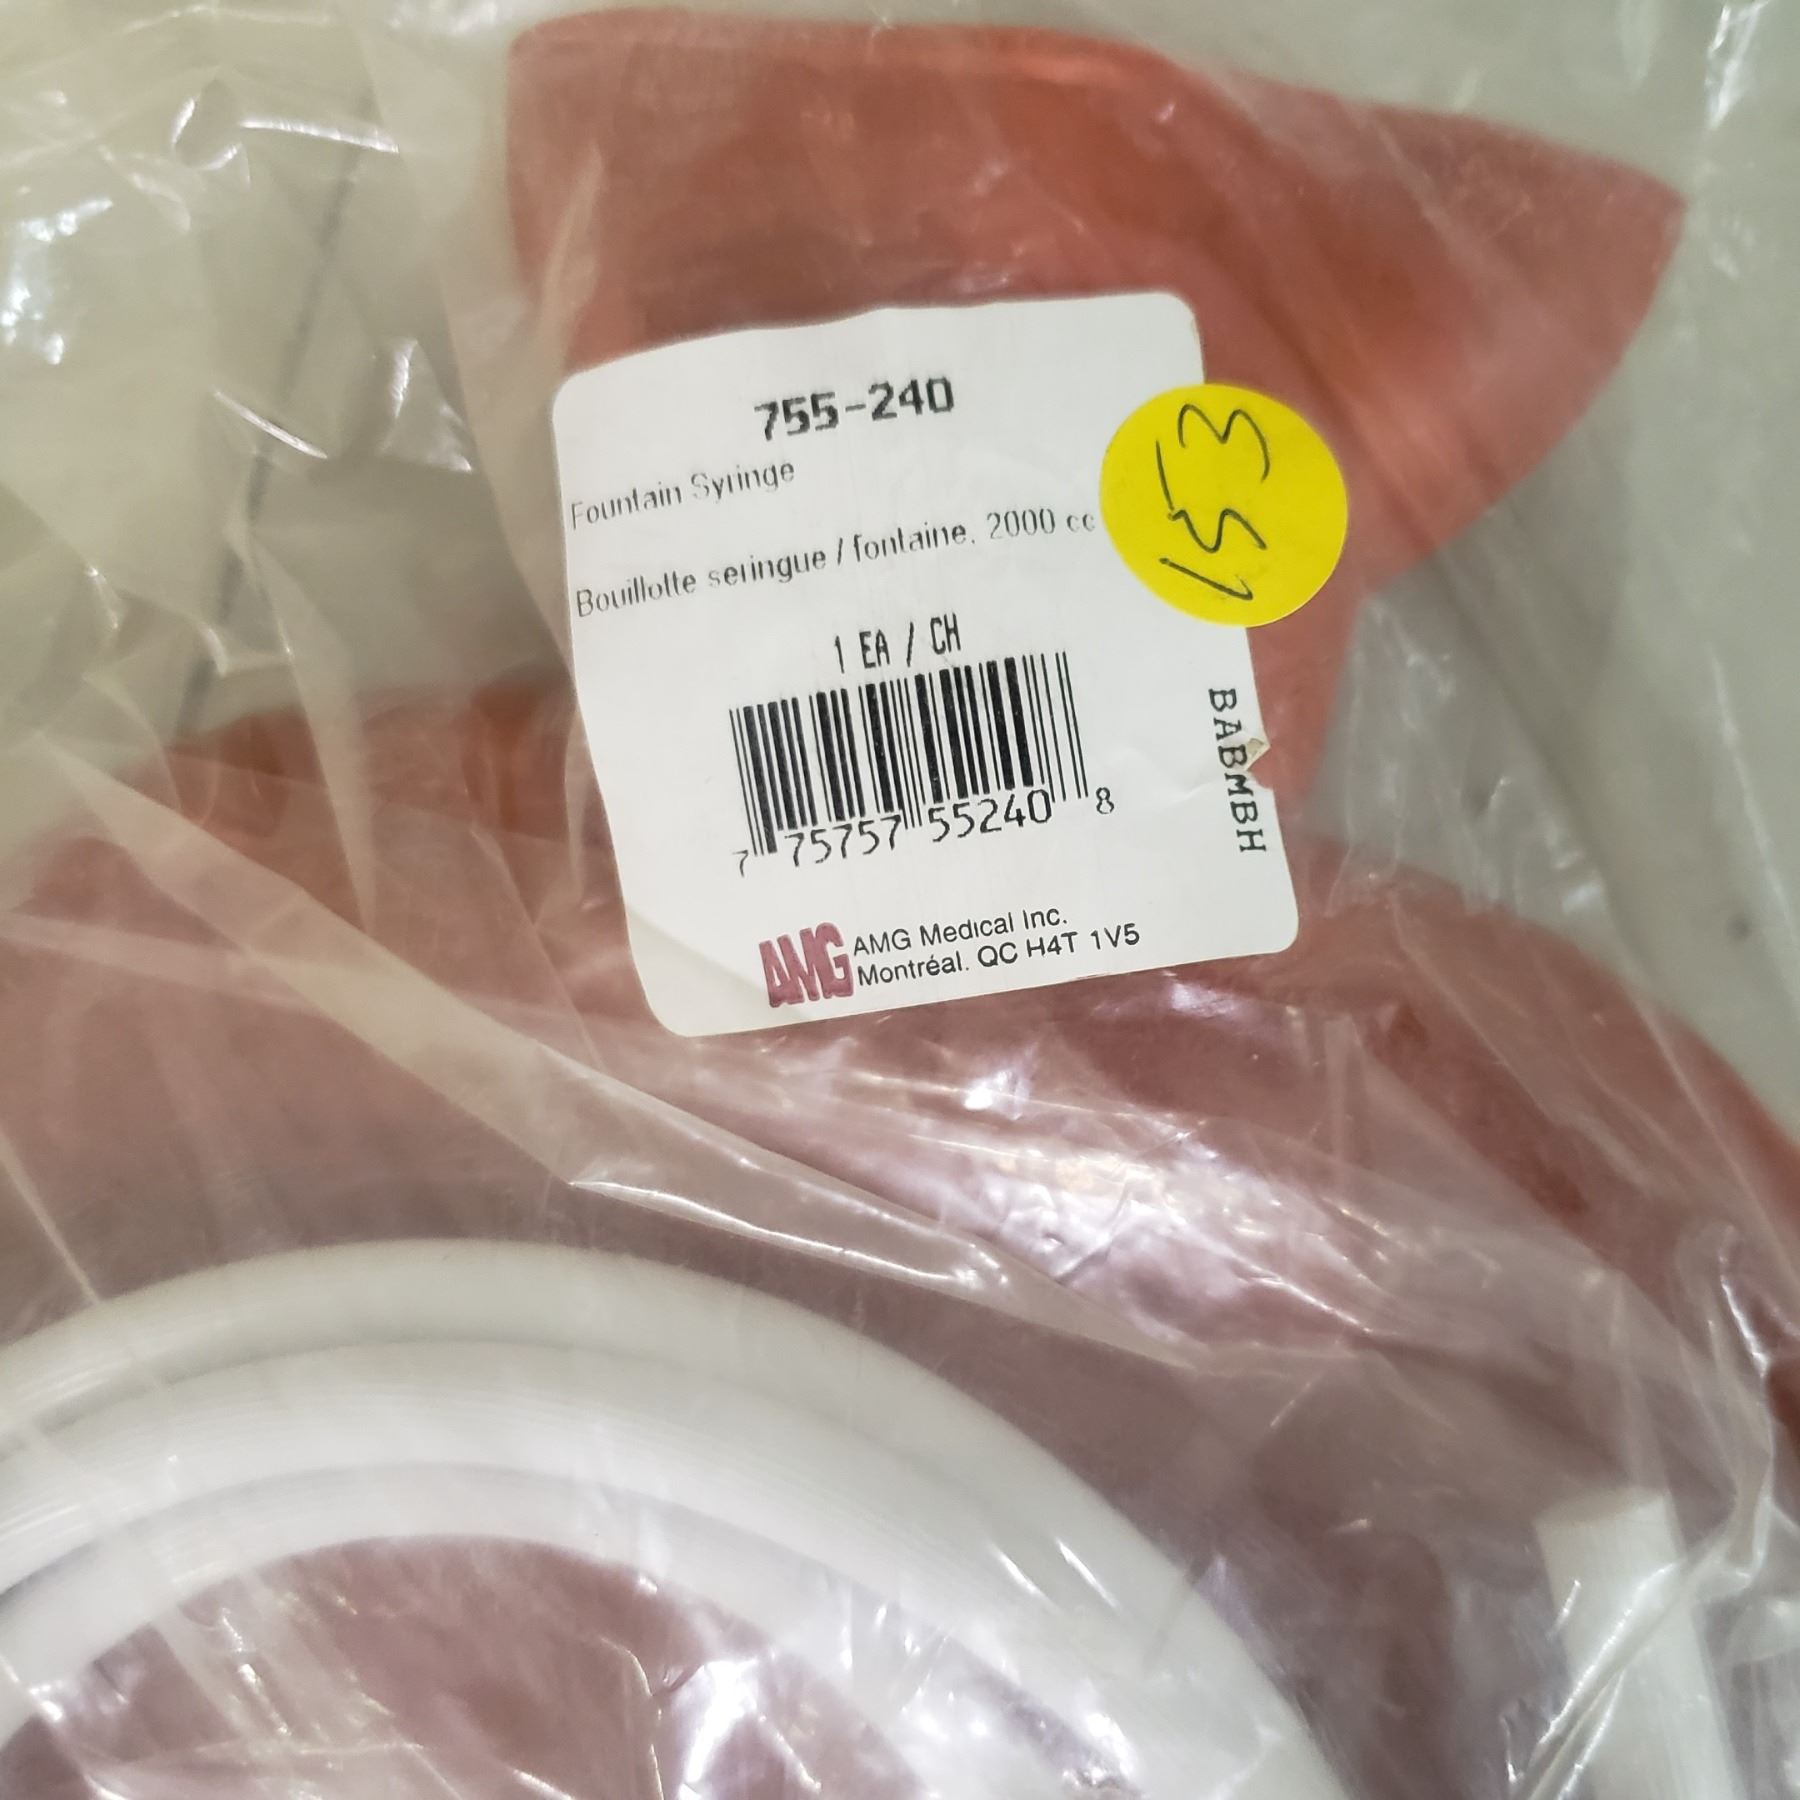 755-240
Fountain Syringe
Bouillotte seringue / fontaine, 2000 cc
153
1 EA / CH
7 75757 55240 8
BABMBH
AMG AMG Medical Inc.
Montréal. QC H4T 1V5